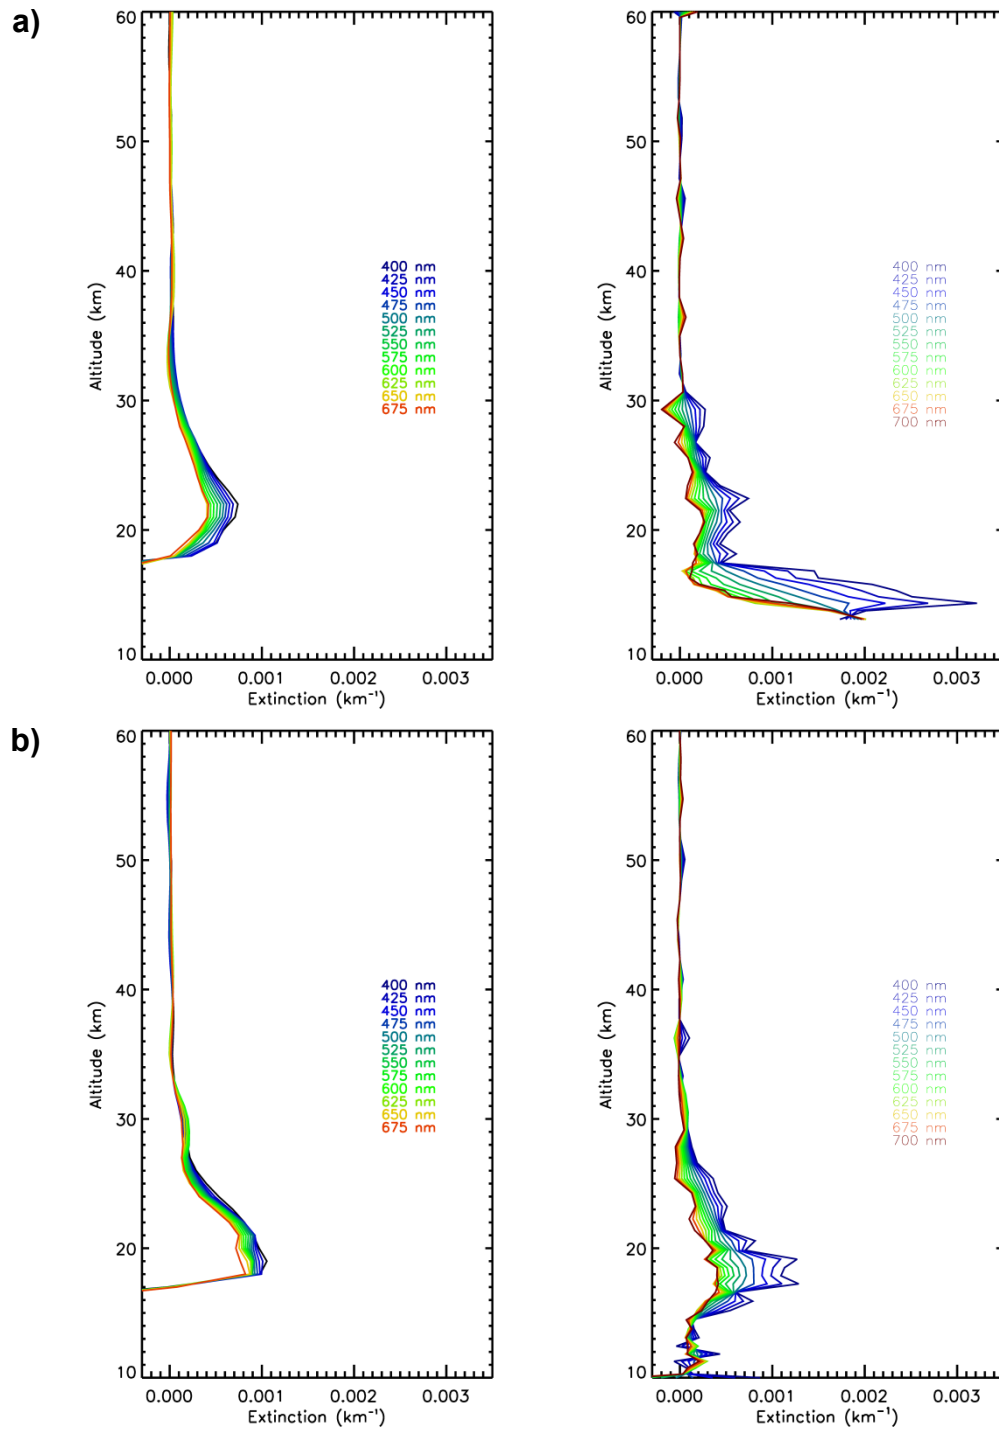 a)
60
50
40
30
20
10
Altitude (km)
0.000 0.001 0.002 0.003
Extinction (km⁻¹)
400 nm
425 nm
450 nm
475 nm
500 nm
525 nm
550 nm
575 nm
600 nm
625 nm
650 nm
675 nm
60
50
40
30
20
10
Altitude (km)
0.000 0.001 0.002 0.003
Extinction (km⁻¹)
400 nm
425 nm
450 nm
475 nm
500 nm
525 nm
550 nm
575 nm
600 nm
625 nm
650 nm
675 nm
700 nm
b)
60
50
40
30
20
10
Altitude (km)
0.000 0.001 0.002 0.003
Extinction (km⁻¹)
400 nm
425 nm
450 nm
475 nm
500 nm
525 nm
550 nm
575 nm
600 nm
625 nm
650 nm
675 nm
60
50
40
30
20
10
Altitude (km)
0.000 0.001 0.002 0.003
Extinction (km⁻¹)
400 nm
425 nm
450 nm
475 nm
500 nm
525 nm
550 nm
575 nm
600 nm
625 nm
650 nm
675 nm
700 nm